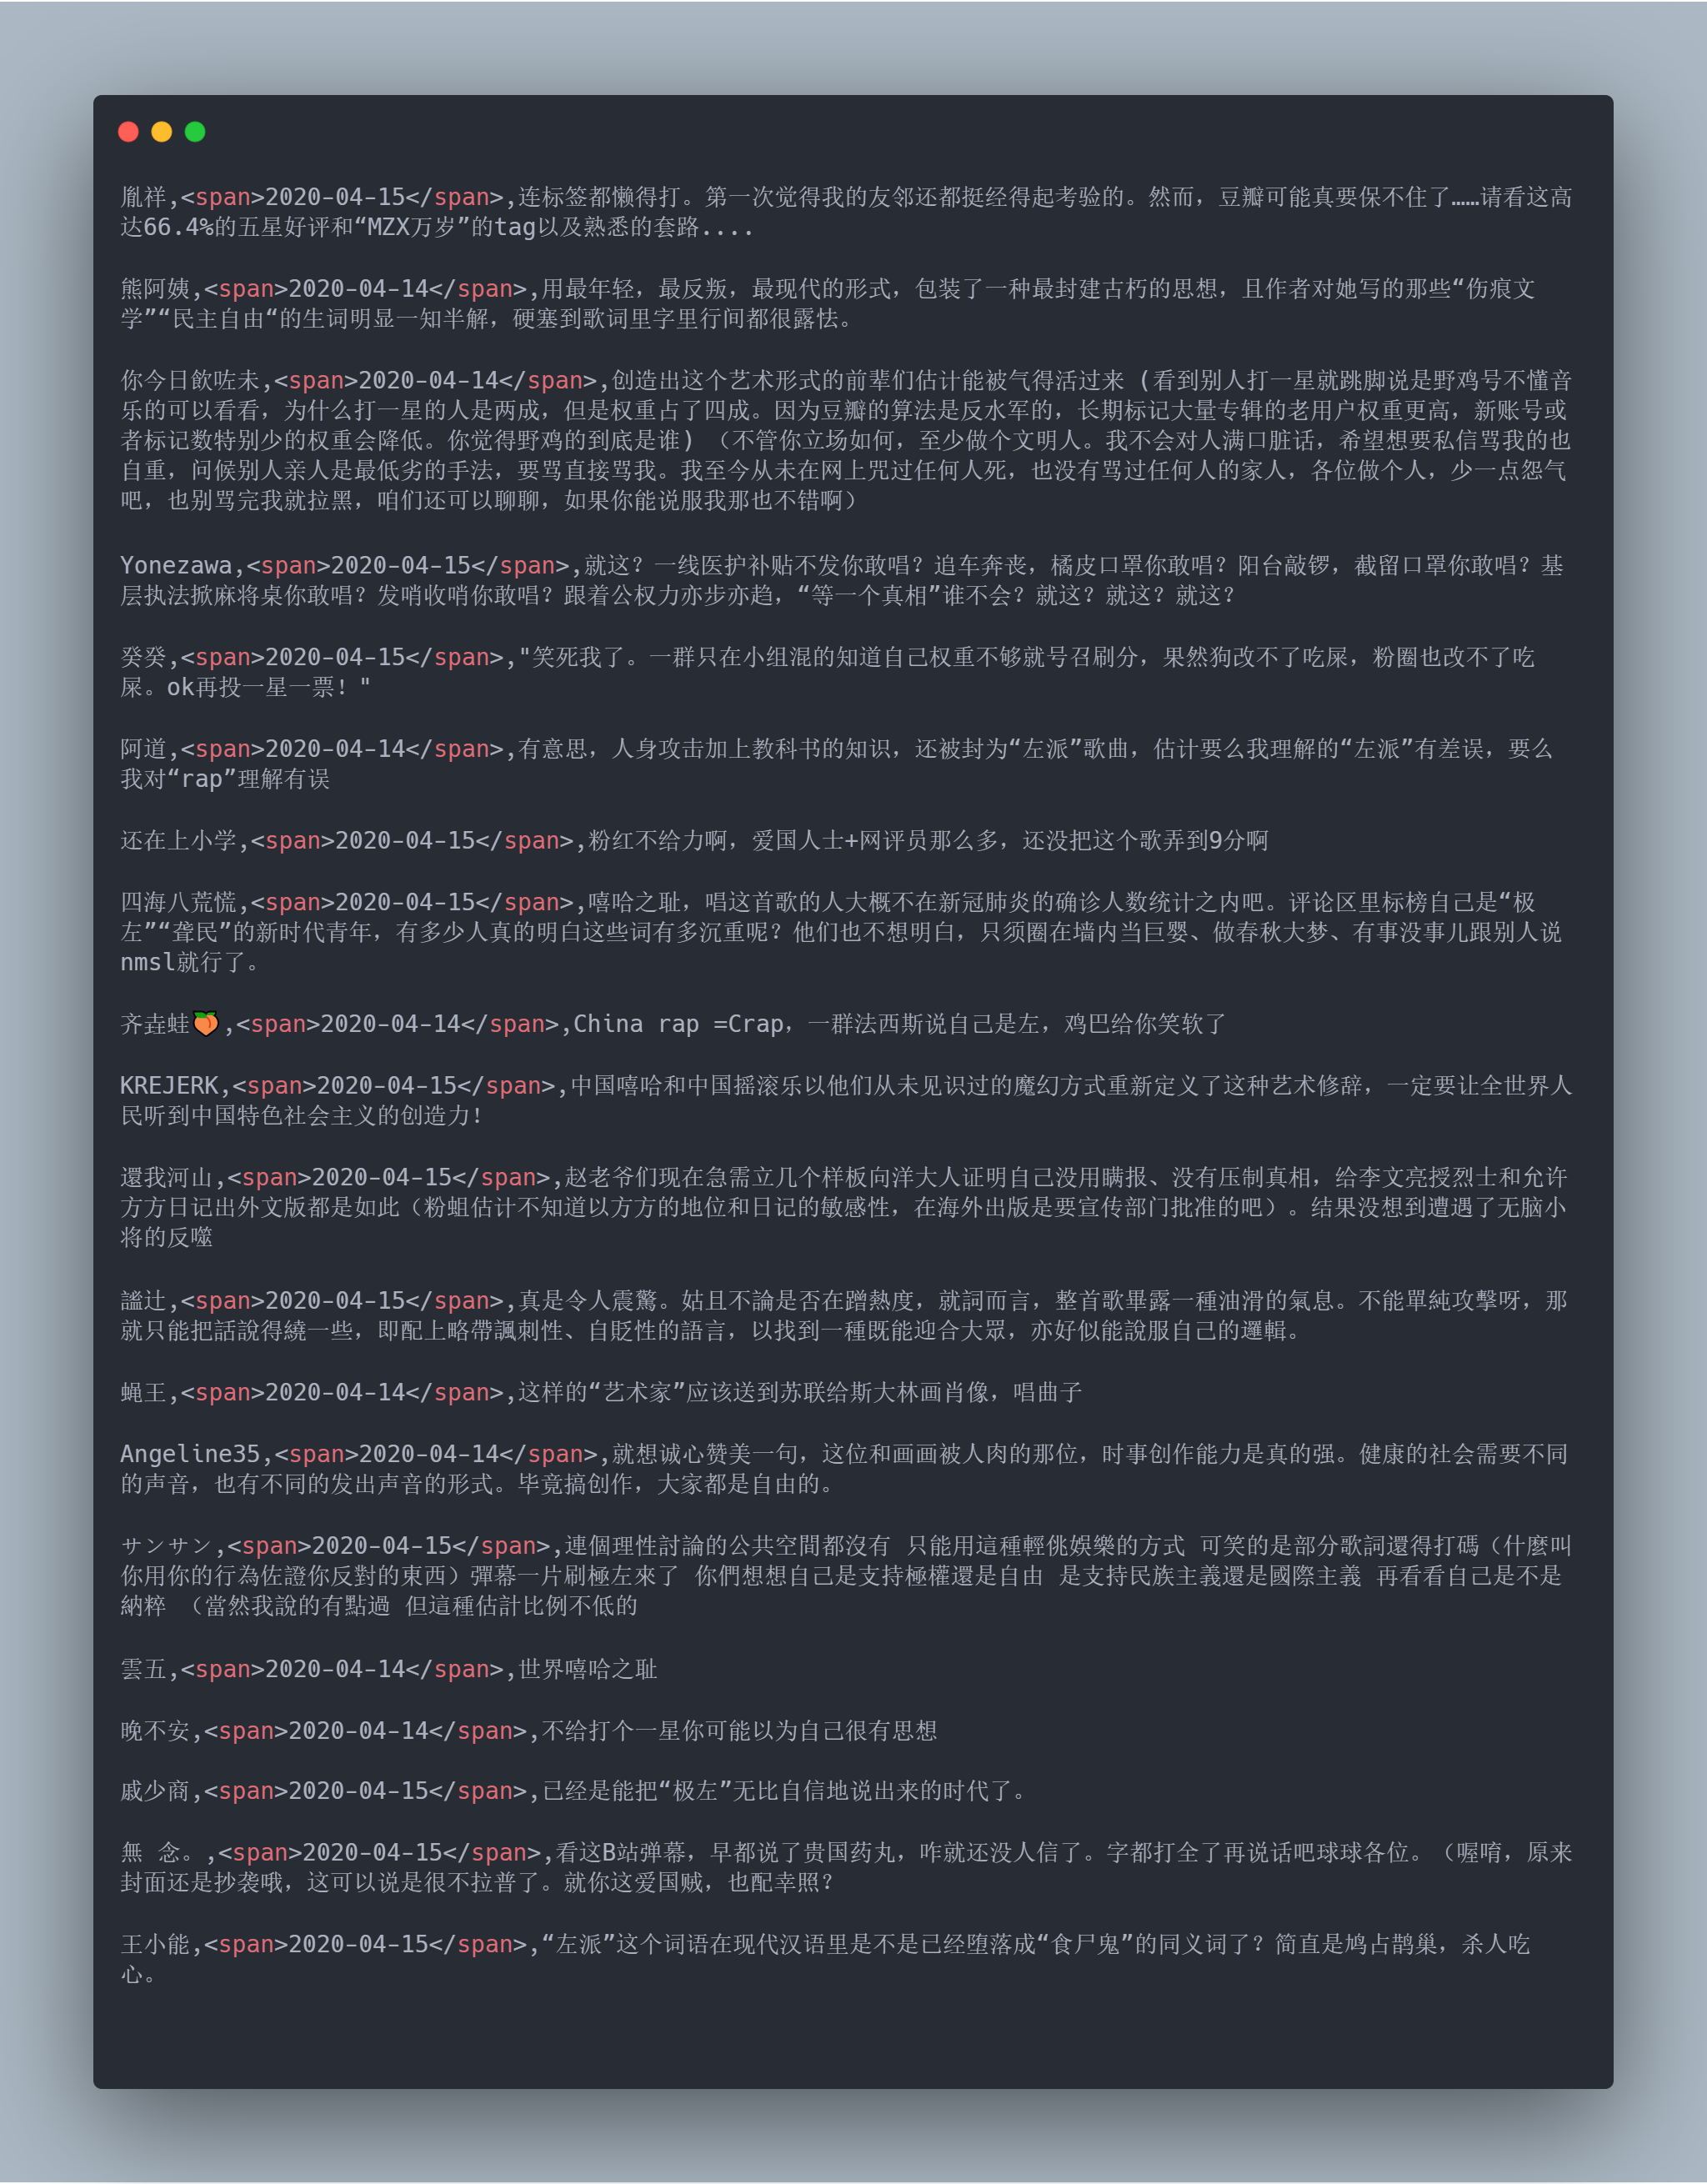 胤祥,<span>2020-04-15</span>,连标签都懒得打。第一次觉得我的友邻还都挺经得起考验的。然而，豆瓣可能真要保不住了……请看这高
达66.4%的五星好评和“MZX万岁”的tag以及熟悉的套路....
熊阿姨,<span>2020-04-14</span>,用最年轻，最反叛，最现代的形式，包装了一种最封建古朽的思想，且作者对她写的那些“伤痕文
学”“民主自由“的生词明显一知半解，硬塞到歌词里字里行间都很露怯。
你今日飲咗未,<span>2020-04-14</span>,创造出这个艺术形式的前辈们估计能被气得活过来 (看到别人打一星就跳脚说是野鸡号不懂音
乐的可以看看，为什么打一星的人是两成，但是权重占了四成。因为豆瓣的算法是反水军的，长期标记大量专辑的老用户权重更高，新账号或
者标记数特别少的权重会降低。你觉得野鸡的到底是谁) （不管你立场如何，至少做个文明人。我不会对人满口脏话，希望想要私信骂我的也
自重，问候别人亲人是最低劣的手法，要骂直接骂我。我至今从未在网上咒过任何人死，也没有骂过任何人的家人，各位做个人，少一点怨气
吧，也别骂完我就拉黑，咱们还可以聊聊，如果你能说服我那也不错啊）
Yonezawa,<span>2020-04-15</span>,就这？一线医护补贴不发你敢唱？追车奔丧，橘皮口罩你敢唱？阳台敲锣，截留口罩你敢唱？基
层执法掀麻将桌你敢唱？发哨收哨你敢唱？跟着公权力亦步亦趋，“等一个真相”谁不会？就这？就这？就这？
癸癸,<span>2020-04-15</span>,"笑死我了。一群只在小组混的知道自己权重不够就号召刷分，果然狗改不了吃屎，粉圈也改不了吃
屎。ok再投一星一票！"
阿道,<span>2020-04-14</span>,有意思，人身攻击加上教科书的知识，还被封为“左派”歌曲，估计要么我理解的“左派”有差误，要么
我对“rap”理解有误
还在上小学,<span>2020-04-15</span>,粉红不给力啊，爱国人士+网评员那么多，还没把这个歌弄到9分啊
四海八荒慌,<span>2020-04-15</span>,嘻哈之耻，唱这首歌的人大概不在新冠肺炎的确诊人数统计之内吧。评论区里标榜自己是“极
左”“聋民”的新时代青年，有多少人真的明白这些词有多沉重呢？他们也不想明白，只须圈在墙内当巨婴、做春秋大梦、有事没事儿跟别人说
nmsl就行了。
齐垚蛙🍑,<span>2020-04-14</span>,China rap =Crap，一群法西斯说自己是左，鸡巴给你笑软了
KREJERK,<span>2020-04-15</span>,中国嘻哈和中国摇滚乐以他们从未见识过的魔幻方式重新定义了这种艺术修辞，一定要让全世界人
民听到中国特色社会主义的创造力！
還我河山,<span>2020-04-15</span>,赵老爷们现在急需立几个样板向洋大人证明自己没用瞒报、没有压制真相，给李文亮授烈士和允许
方方日记出外文版都是如此（粉蛆估计不知道以方方的地位和日记的敏感性，在海外出版是要宣传部门批准的吧）。结果没想到遭遇了无脑小
将的反噬
謐辻,<span>2020-04-15</span>,真是令人震驚。姑且不論是否在蹭熱度，就詞而言，整首歌畢露一種油滑的氣息。不能單純攻擊呀，那
就只能把話說得繞一些，即配上略帶諷刺性、自貶性的語言，以找到一種既能迎合大眾，亦好似能說服自己的邏輯。
蝇王,<span>2020-04-14</span>,这样的“艺术家”应该送到苏联给斯大林画肖像，唱曲子
Angeline35,<span>2020-04-14</span>,就想诚心赞美一句，这位和画画被人肉的那位，时事创作能力是真的强。健康的社会需要不同
的声音，也有不同的发出声音的形式。毕竟搞创作，大家都是自由的。
サンサン,<span>2020-04-15</span>,連個理性討論的公共空間都沒有 只能用這種輕佻娛樂的方式 可笑的是部分歌詞還得打碼（什麼叫
你用你的行為佐證你反對的東西）彈幕一片刷極左來了 你們想想自己是支持極權還是自由 是支持民族主義還是國際主義 再看看自己是不是
納粹 （當然我說的有點過 但這種估計比例不低的
雲五,<span>2020-04-14</span>,世界嘻哈之耻
晚不安,<span>2020-04-14</span>,不给打个一星你可能以为自己很有思想
戚少商,<span>2020-04-15</span>,已经是能把“极左”无比自信地说出来的时代了。
無 念。,<span>2020-04-15</span>,看这B站弹幕，早都说了贵国药丸，咋就还没人信了。字都打全了再说话吧球球各位。（喔唷，原来
封面还是抄袭哦，这可以说是很不拉普了。就你这爱国贼，也配幸照？
王小能,<span>2020-04-15</span>,“左派”这个词语在现代汉语里是不是已经堕落成“食尸鬼”的同义词了？简直是鸠占鹊巢，杀人吃
心。